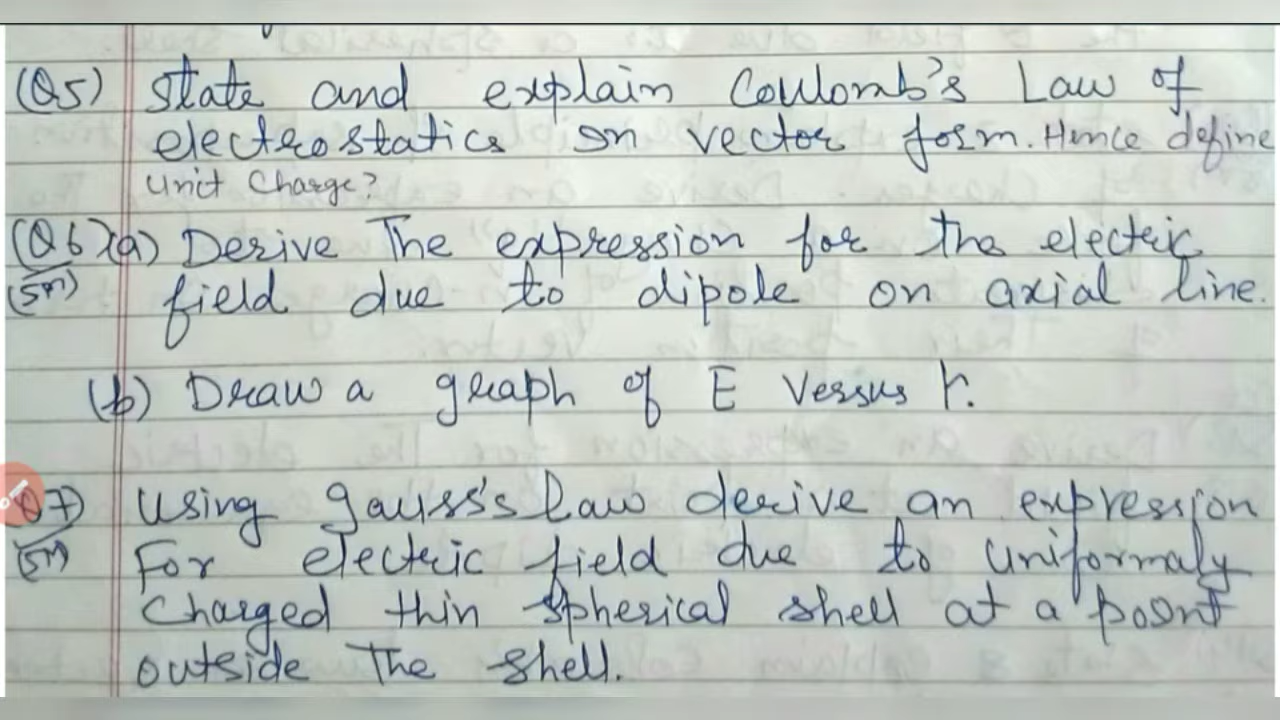 (Q5) State and explain Coulomb's Law of
electrostatics In vector form. Hence define
Unit Charge?
(Q6)(a) Derive The expression for the electric
(5m) field due to dipole on axial line.
(b) Draw a graph of E Versus r.
Q7) Using Gauss's Law derive an expression
(5m) For electric field due to Uniformaly
Charged thin Spherical shell at a point
outside The shell.